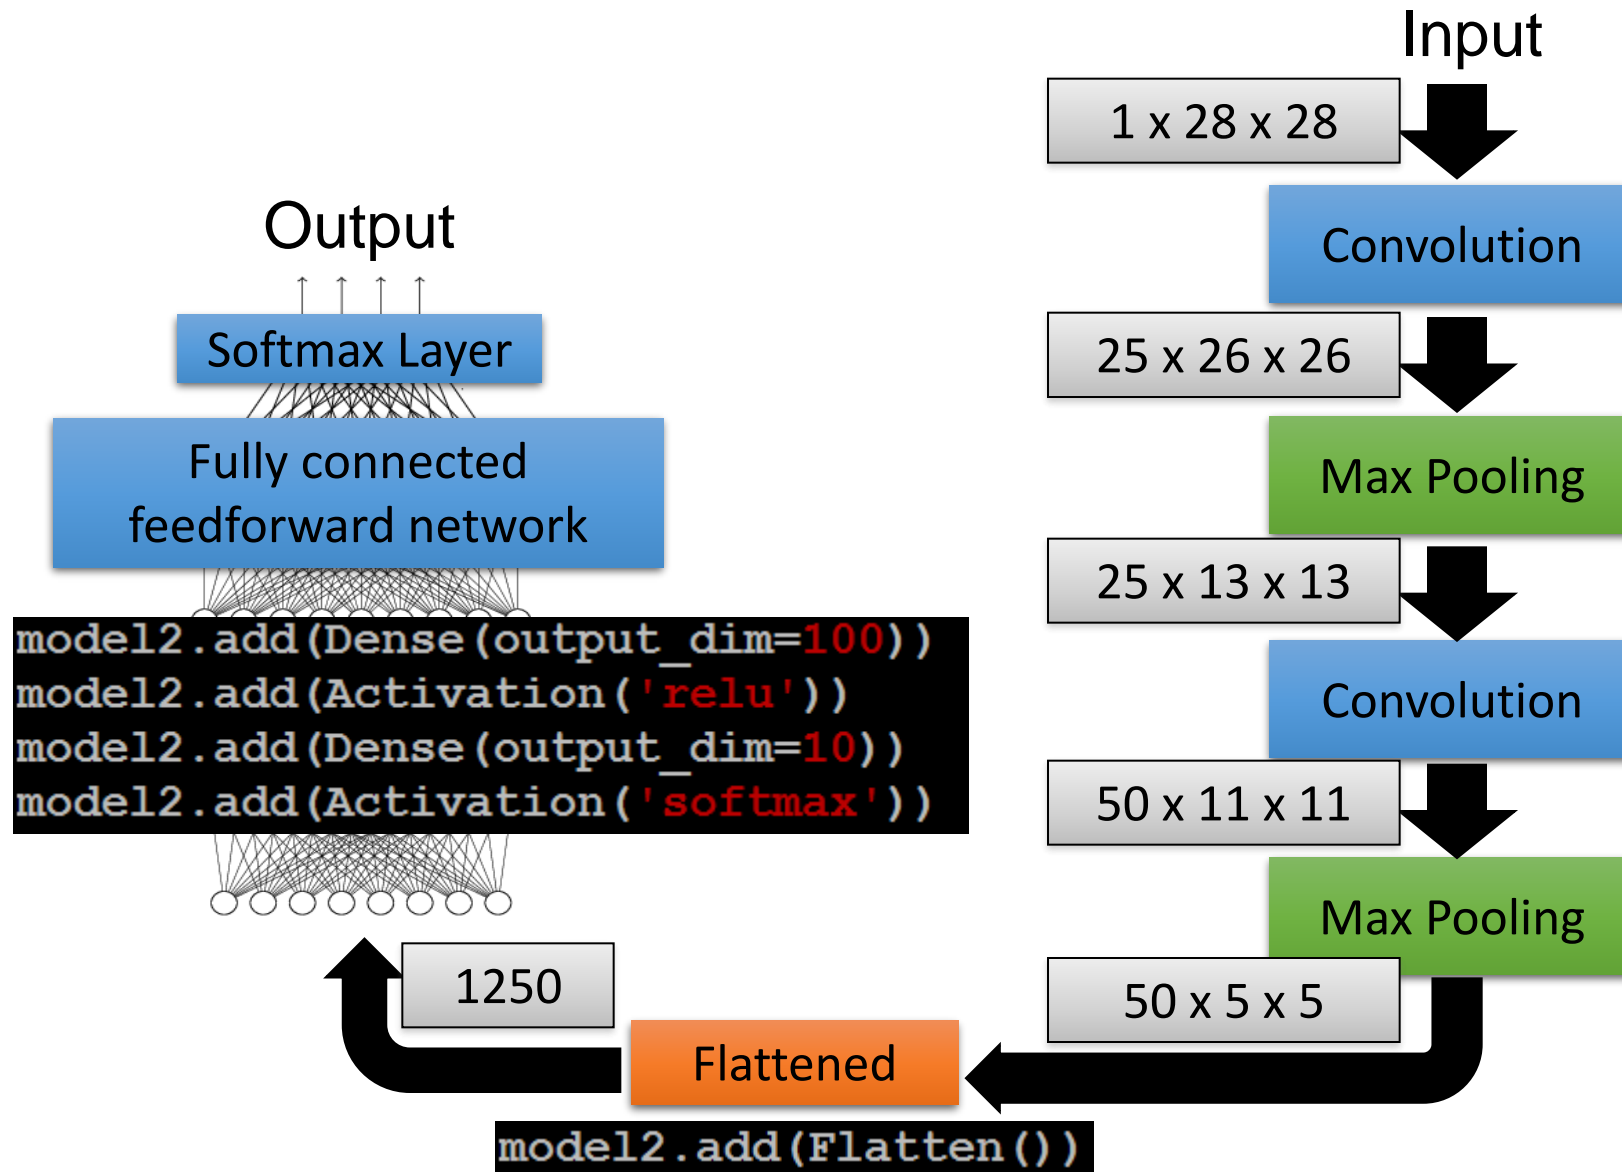 Input
1 x 28 x 28
Convolution
25 x 26 x 26
Max Pooling
25 x 13 x 13
Convolution
50 x 11 x 11
Max Pooling
50 x 5 x 5
Flattened
model2.add(Flatten())
1250
model2.add(Dense(output_dim=100))
model2.add(Activation('relu'))
model2.add(Dense(output_dim=10))
model2.add(Activation('softmax'))
Fully connected
feedforward network
Softmax Layer
Output